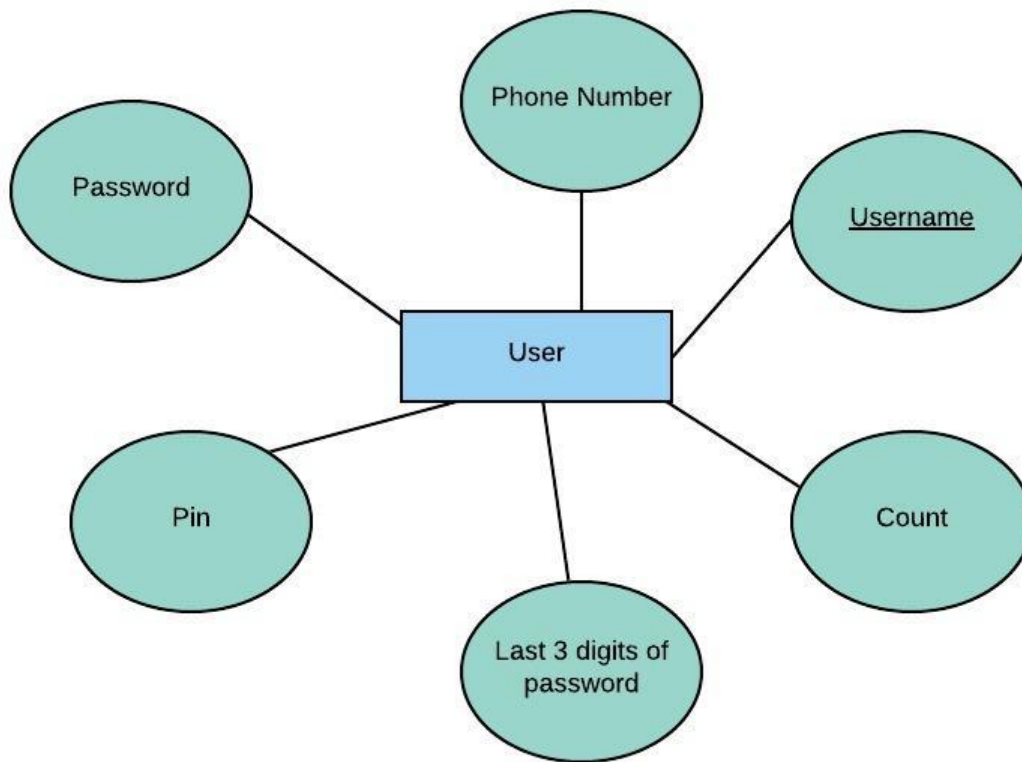 Phone Number
Password
Username
User
Pin
Count
Last 3 digits of
password